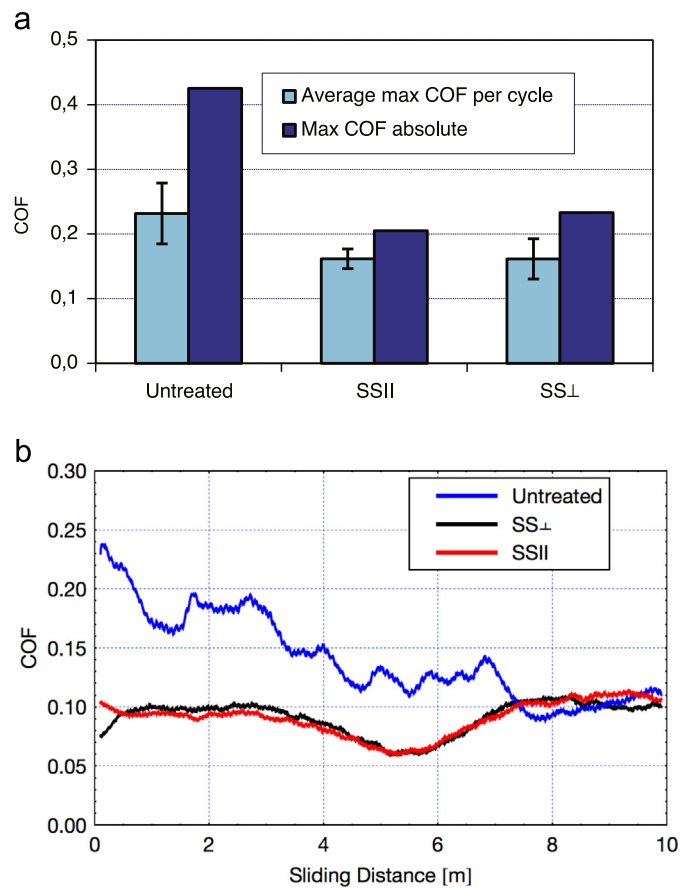 a
0,5
0,4
0,3
0,2
0,1
0,0
COF
Average max COF per cycle
Max COF absolute
Untreated
SSII
SS⊥
b
0.30
0.25
0.20
0.15
0.10
0.05
0.00
COF
Untreated
SS⊥
SSII
0 2 4 6 8 10
Sliding Distance [m]